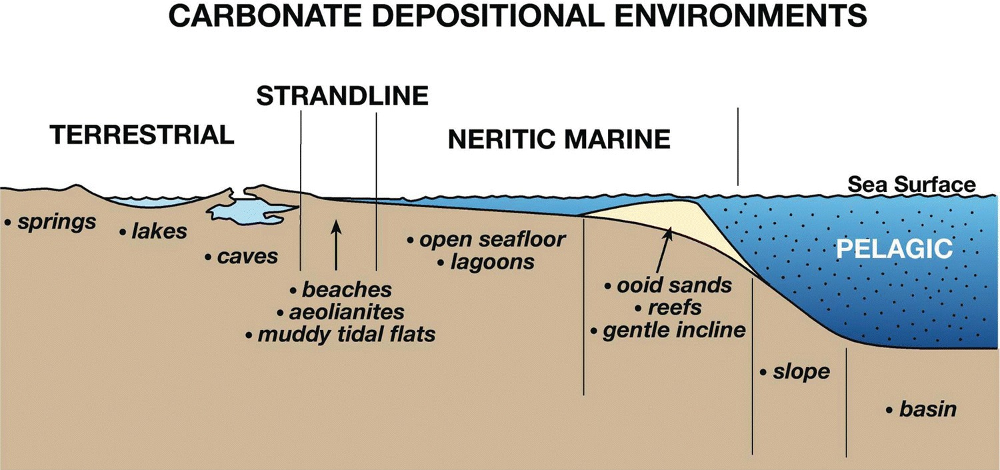 CARBONATE DEPOSITIONAL ENVIRONMENTS
STRANDLINE
TERRESTRIAL
NERITIC MARINE
Sea Surface
• springs
• lakes
• caves
• open seafloor
• lagoons
PELAGIC
• beaches
• aeolianites
• muddy tidal flats
• ooid sands
• reefs
• gentle incline
• slope
• basin